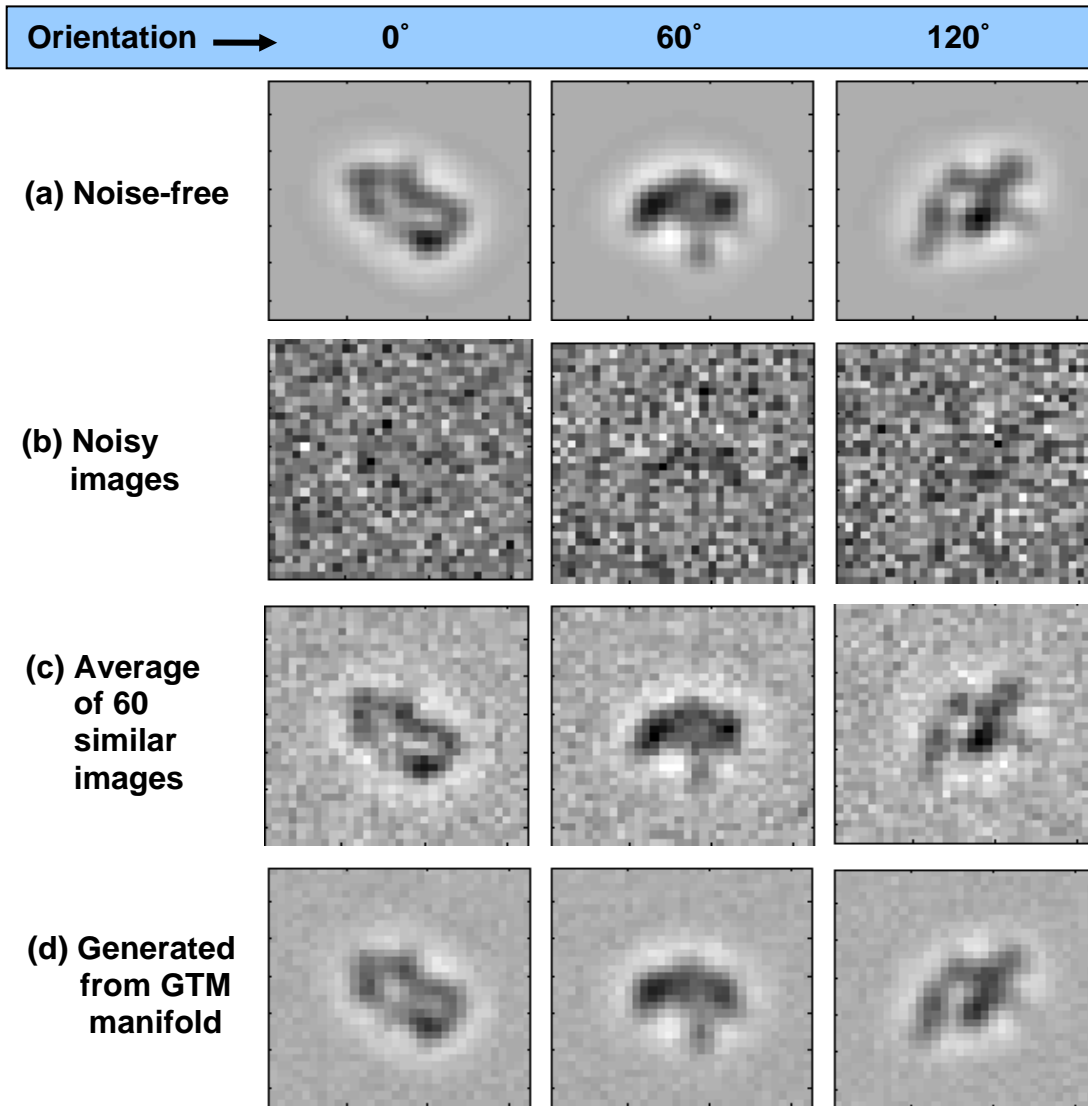 Orientation → 0° 60° 120°
(a) Noise-free
(b) Noisy
images
(c) Average
of 60
similar
images
(d) Generated
from GTM
manifold